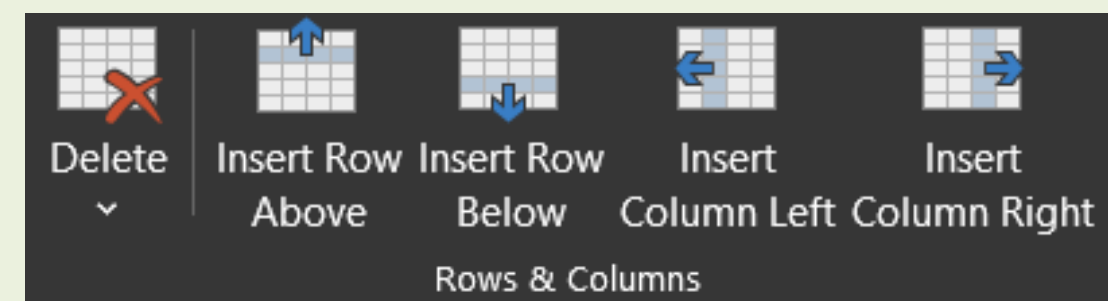 Delete
Insert Row
Above
Insert Row
Below
Insert
Column Left
Insert
Column Right
Rows & Columns